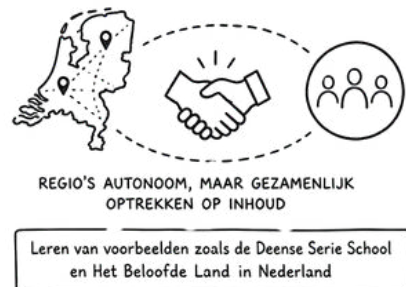 REGIO'S AUTONOOM, MAAR GEZAMENLIJK
OPTREKKEN OP INHOUD
Leren van voorbeelden zoals de Deense Serie School
en Het Beloofde Land in Nederland